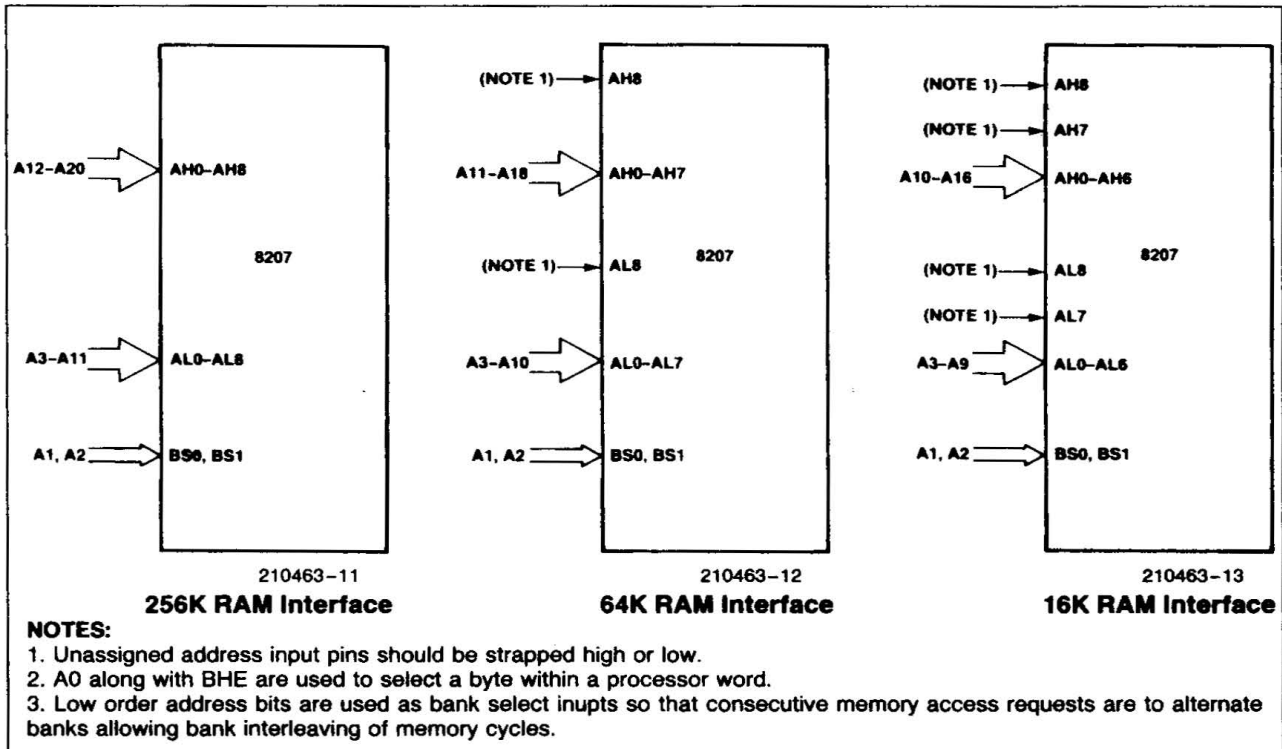 A12–A20
AH0–AH8
8207
A3–A11
AL0–AL8
A1, A2
BS0, BS1
210463–11
256K RAM Interface
(NOTE 1)
AH8
A11–A18
AH0–AH7
(NOTE 1)
AL8
8207
A3–A10
AL0–AL7
A1, A2
BS0, BS1
210463–12
64K RAM Interface
(NOTE 1)
AH8
(NOTE 1)
AH7
A10–A16
AH0–AH6
(NOTE 1)
AL8
8207
(NOTE 1)
AL7
A3–A9
AL0–AL6
A1, A2
BS0, BS1
210463–13
16K RAM Interface
NOTES:
1. Unassigned address input pins should be strapped high or low.
2. A0 along with BHE are used to select a byte within a processor word.
3. Low order address bits are used as bank select inupts so that consecutive memory access requests are to alternate
banks allowing bank interleaving of memory cycles.